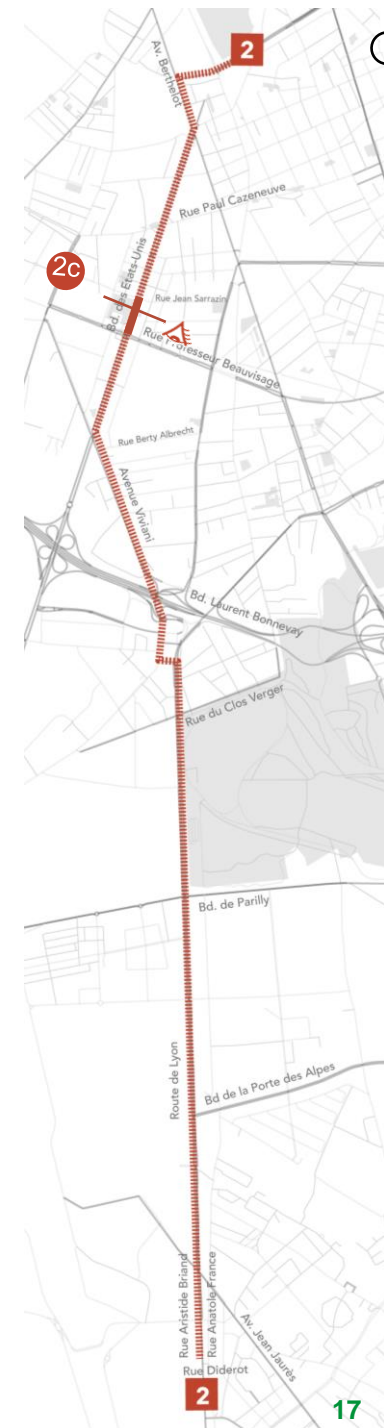 2
Av. Berthelot
Rue Paul Cazeneuve
2c
Bd. des Etats-Unis
Rue Jean Sarrazin
Rue Professeur Beauvisage
Rue Berty Albrecht
Avenue Viviani
Bd. Laurent Bonnevay
Rue du Clos Verger
Bd. de Parilly
Route de Lyon
Bd de la Porte des Alpes
Rue Aristide Briand
Rue Anatole France
Av. Jean Jaurès
Rue Diderot
2
17